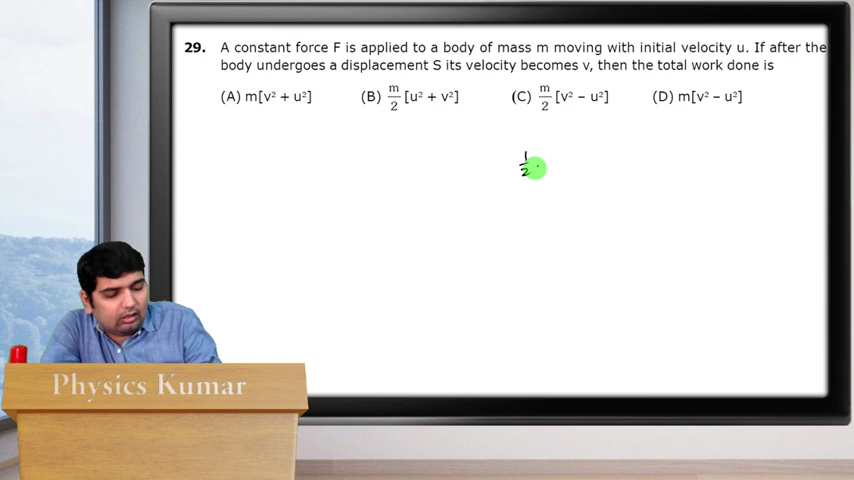 29. A constant force F is applied to a body of mass m moving with initial velocity u. If after the
body undergoes a displacement S its velocity becomes v, then the total work done is
(A) m[v² + u²] (B) m/2 [u² + v²] (C) m/2 [v² – u²] (D) m[v² – u²]
1/2
Physics Kumar